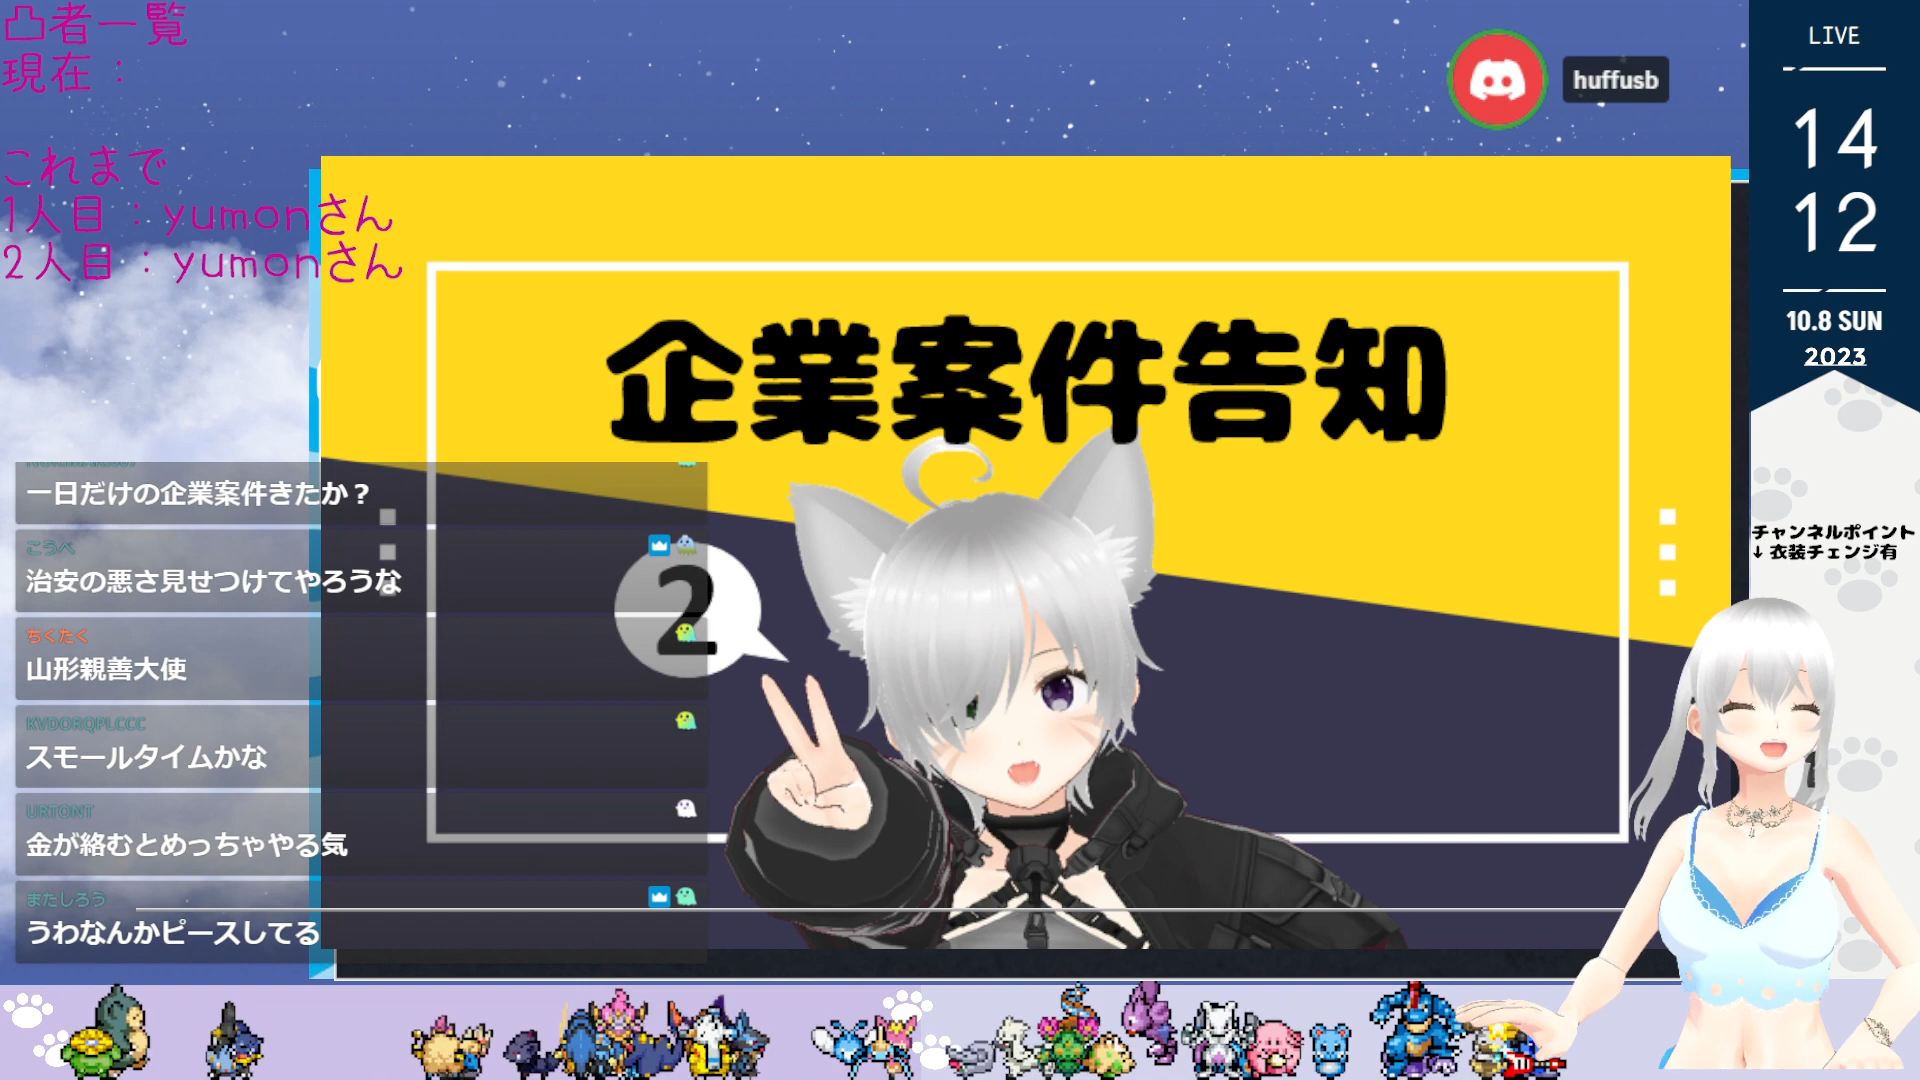 凸者一覧
現在：
これまで
1人目：yumonさん
2人目：yumonさん
huffusb
LIVE
14
12
10.8 SUN
2023
企業案件告知
2
一日だけの企業案件きたか？
こうべ
治安の悪さ見せつけてやろうな
ちくたく
山形親善大使
KVDORQPLCCC
スモールタイムかな
URTONT
金が絡むとめっちゃやる気
またしろう
うわなんかピースしてる
チャンネルポイント
↓衣装チェンジ有